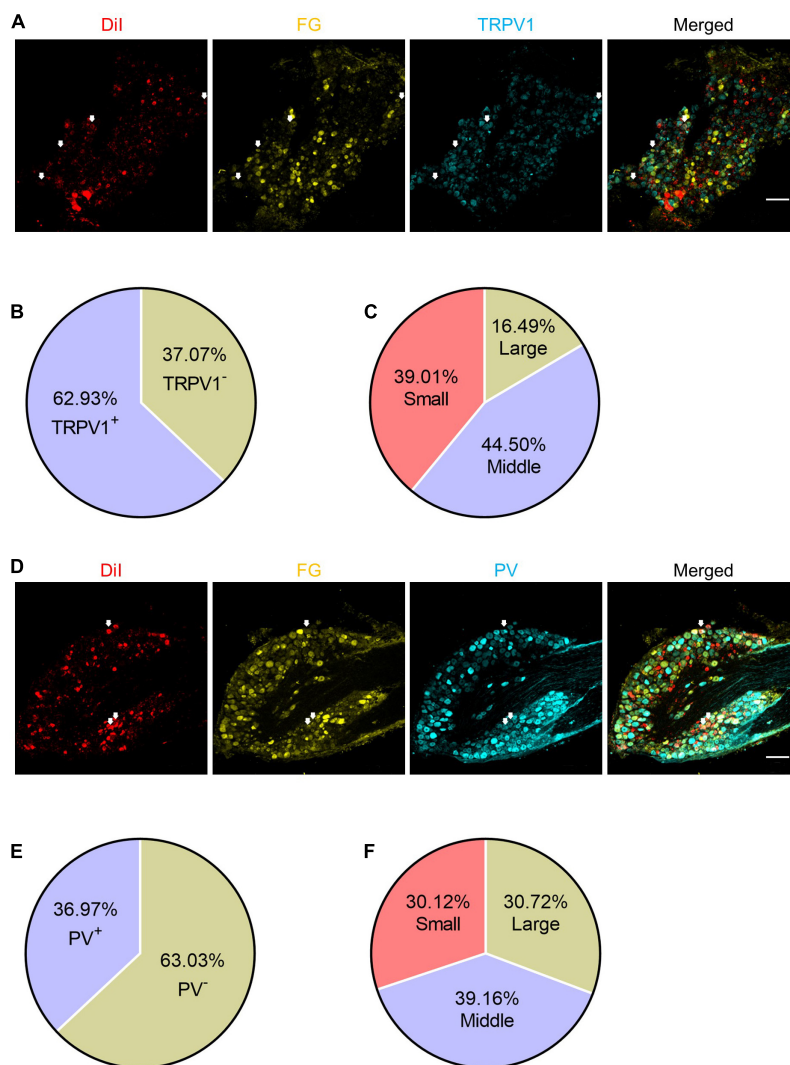 A
DiI
FG
TRPV1
Merged
B
37.07%
TRPV1-
62.93%
TRPV1+
C
16.49%
Large
39.01%
Small
44.50%
Middle
D
DiI
FG
PV
Merged
E
36.97%
PV+
63.03%
PV-
F
30.12%
Small
30.72%
Large
39.16%
Middle